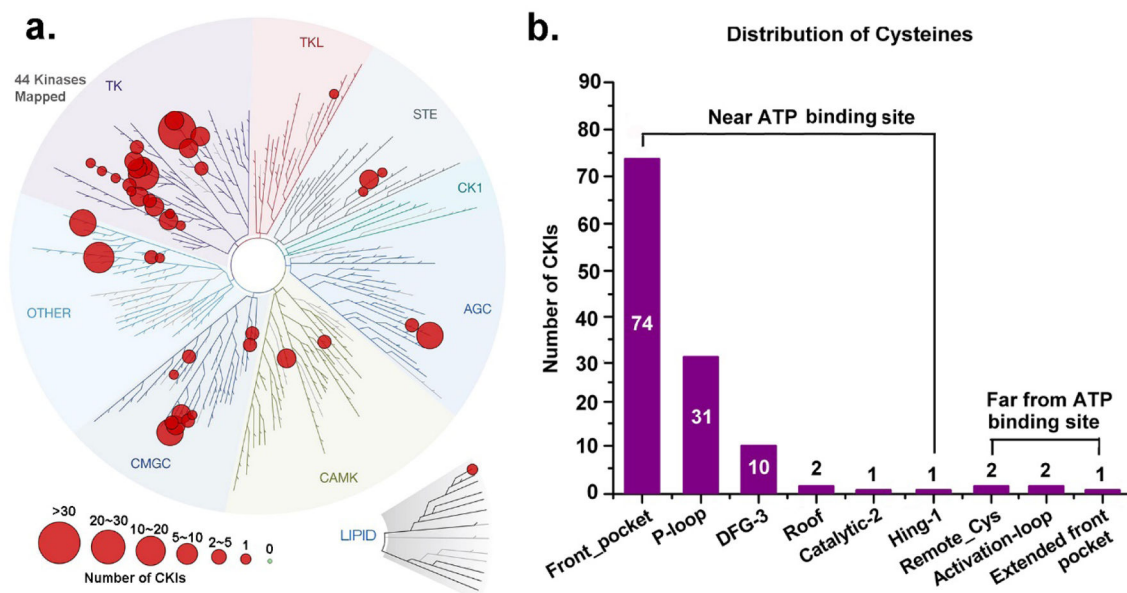 a.
44 Kinases
Mapped
TK
TKL
STE
CK1
AGC
CAMK
CMGC
OTHER
LIPID
>30
20~30
10~20
5~10
2~5
1
0
Number of CKIs
b.
Distribution of Cysteines
Number of CKIs
90
80
70
60
50
40
30
20
10
0
Near ATP binding site
Far from ATP
binding site
74
31
10
2
1
1
2
2
1
Front_pocket
P-loop
DFG-3
Roof
Catalytic-2
Hing-1
Remote_Cys
Activation-loop
Extended front
pocket